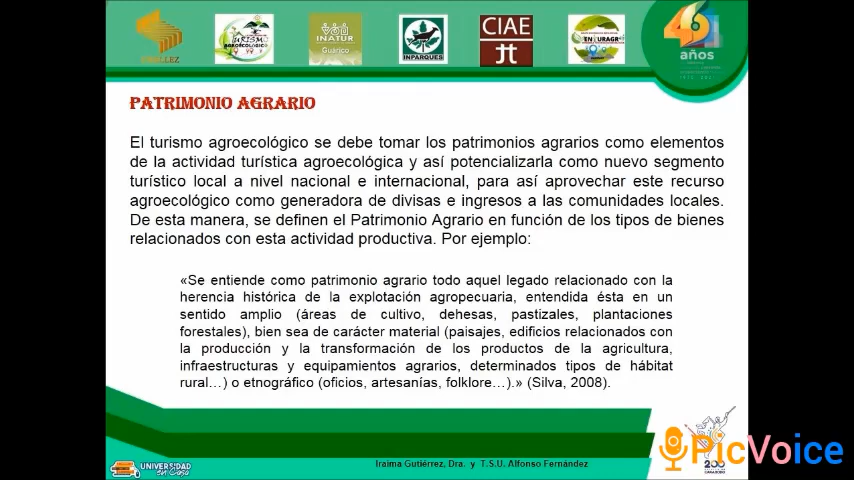 TURISMO
AGROECOLÓGICO
INATUR
Guárico
INPARQUES
CIAE
46
años
PATRIMONIO AGRARIO
El turismo agroecológico se debe tomar los patrimonios agrarios como elementos
de la actividad turística agroecológica y así potencializarla como nuevo segmento
turístico local a nivel nacional e internacional, para así aprovechar este recurso
agroecológico como generadora de divisas e ingresos a las comunidades locales.
De esta manera, se definen el Patrimonio Agrario en función de los tipos de bienes
relacionados con esta actividad productiva. Por ejemplo:
«Se entiende como patrimonio agrario todo aquel legado relacionado con la
herencia histórica de la explotación agropecuaria, entendida ésta en un
sentido amplio (áreas de cultivo, dehesas, pastizales, plantaciones
forestales), bien sea de carácter material (paisajes, edificios relacionados con
la producción y la transformación de los productos de la agricultura,
infraestructuras y equipamientos agrarios, determinados tipos de hábitat
rural…) o etnográfico (oficios, artesanías, folklore…).» (Silva, 2008).
UNIVERSIDAD
en Casa
Iraima Gutiérrez, Dra. y T.S.U. Alfonso Fernández
200
PicVoice